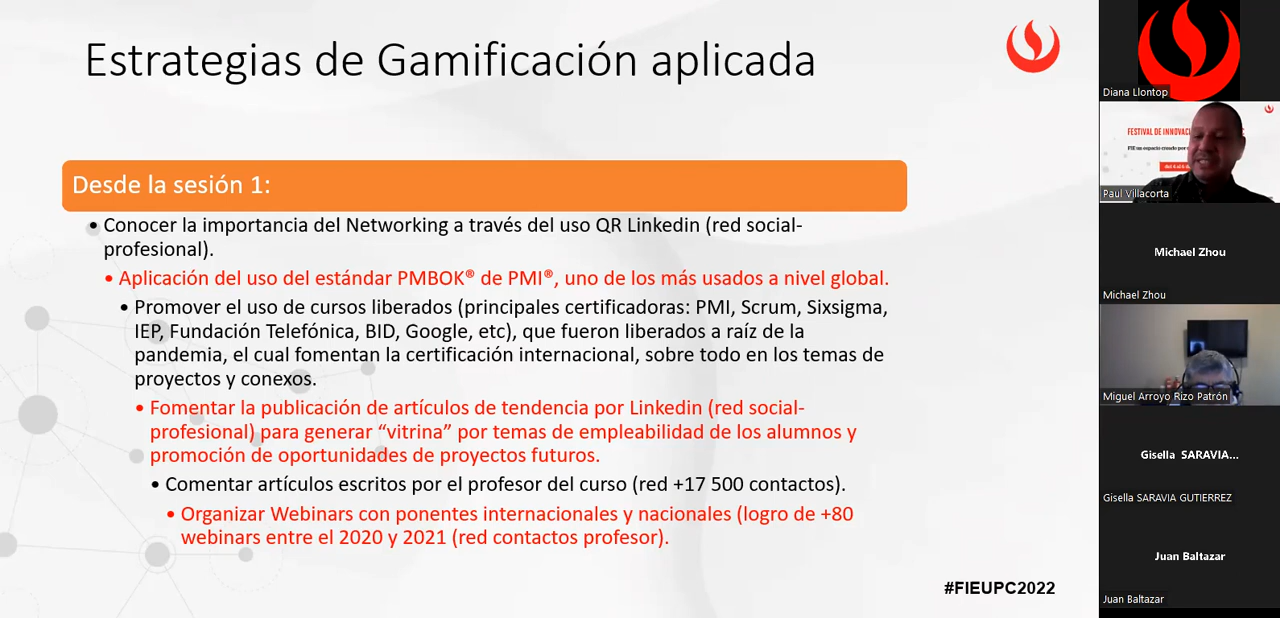 Estrategias de Gamificación aplicada
Desde la sesión 1:
• Conocer la importancia del Networking a través del uso QR Linkedin (red social-
profesional).
• Aplicación del uso del estándar PMBOK® de PMI®, uno de los más usados a nivel global.
• Promover el uso de cursos liberados (principales certificadoras: PMI, Scrum, Sixsigma,
IEP, Fundación Telefónica, BID, Google, etc), que fueron liberados a raíz de la
pandemia, el cual fomentan la certificación internacional, sobre todo en los temas de
proyectos y conexos.
• Fomentar la publicación de artículos de tendencia por Linkedin (red social-
profesional) para generar “vitrina” por temas de empleabilidad de los alumnos y
promoción de oportunidades de proyectos futuros.
• Comentar artículos escritos por el profesor del curso (red +17 500 contactos).
• Organizar Webinars con ponentes internacionales y nacionales (logro de +80
webinars entre el 2020 y 2021 (red contactos profesor).
#FIEUPC2022
Diana Llontop
FESTIVAL DE INNOVAC
Paul Villacorta
Michael Zhou
Michael Zhou
Miguel Arroyo Rizo Patrón
Gisella SARAVIA...
Gisella SARAVIA GUTIERREZ
Juan Baltazar
Juan Baltazar